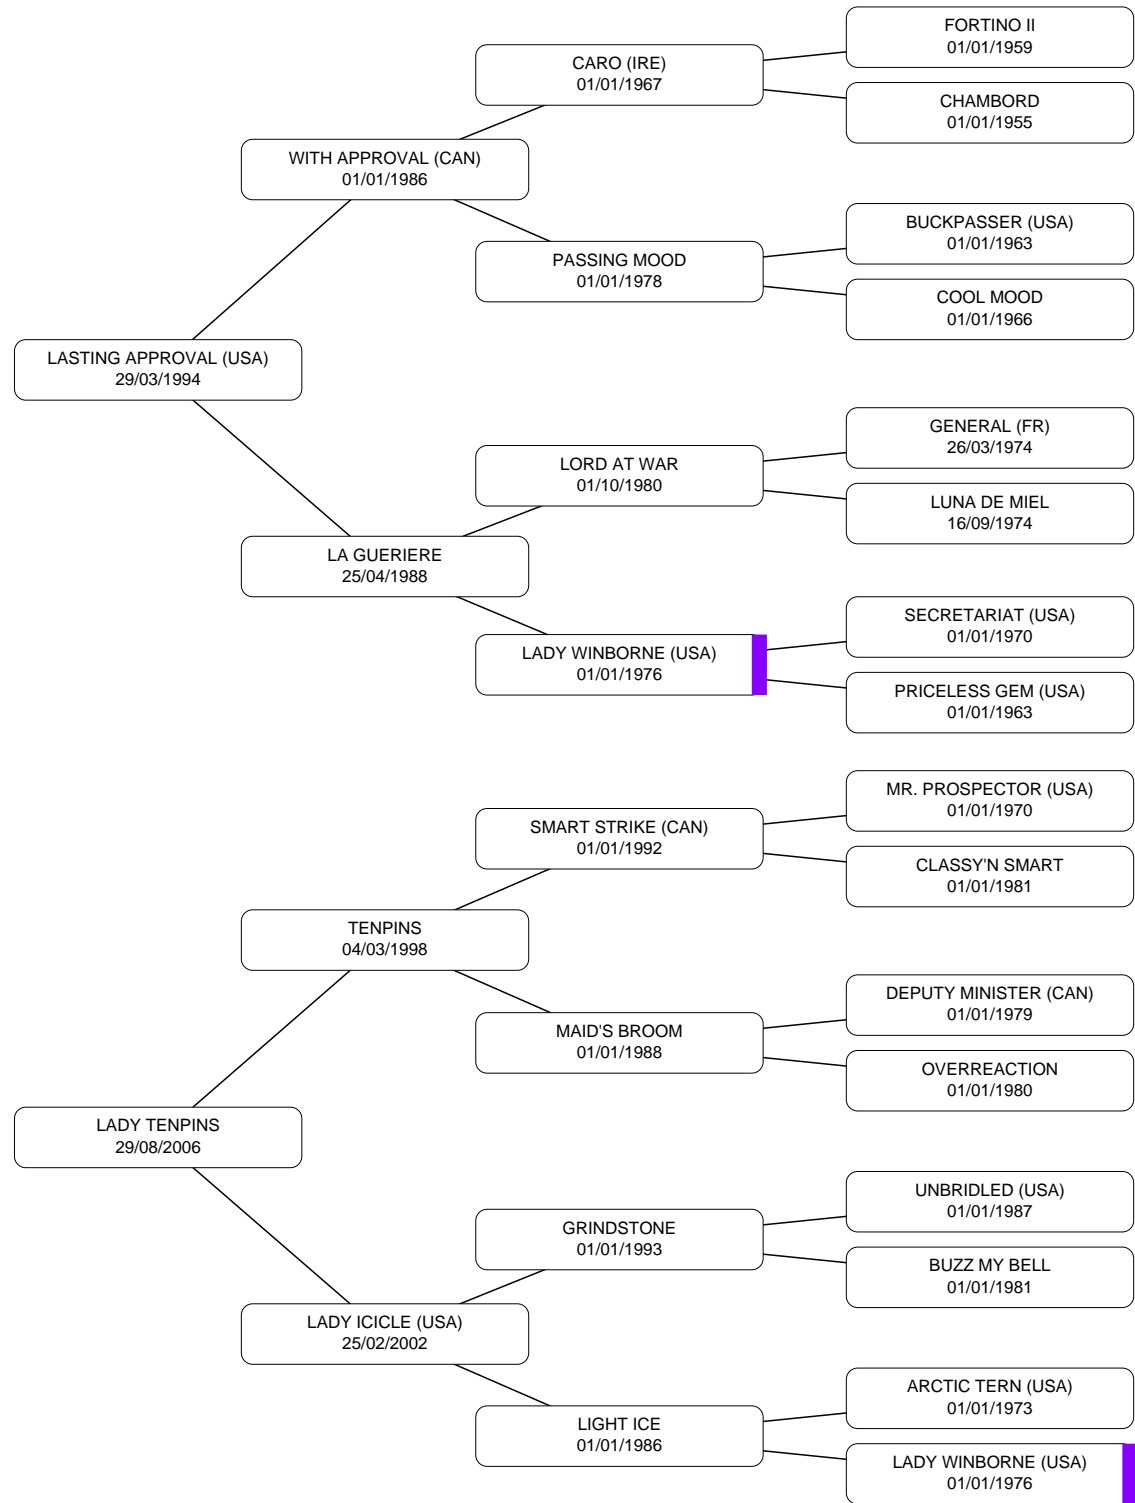 FORTINO II
01/01/1959
CARO (IRE)
01/01/1967
CHAMBORD
01/01/1955
WITH APPROVAL (CAN)
01/01/1986
BUCKPASSER (USA)
01/01/1963
PASSING MOOD
01/01/1978
COOL MOOD
01/01/1966
LASTING APPROVAL (USA)
29/03/1994
GENERAL (FR)
26/03/1974
LORD AT WAR
01/10/1980
LUNA DE MIEL
16/09/1974
LA GUERIERE
25/04/1988
SECRETARIAT (USA)
01/01/1970
LADY WINBORNE (USA)
01/01/1976
PRICELESS GEM (USA)
01/01/1963
MR. PROSPECTOR (USA)
01/01/1970
SMART STRIKE (CAN)
01/01/1992
CLASSY'N SMART
01/01/1981
TENPINS
04/03/1998
DEPUTY MINISTER (CAN)
01/01/1979
MAID'S BROOM
01/01/1988
OVERREACTION
01/01/1980
LADY TENPINS
29/08/2006
UNBRIDLED (USA)
01/01/1987
GRINDSTONE
01/01/1993
BUZZ MY BELL
01/01/1981
LADY ICICLE (USA)
25/02/2002
ARCTIC TERN (USA)
01/01/1973
LIGHT ICE
01/01/1986
LADY WINBORNE (USA)
01/01/1976